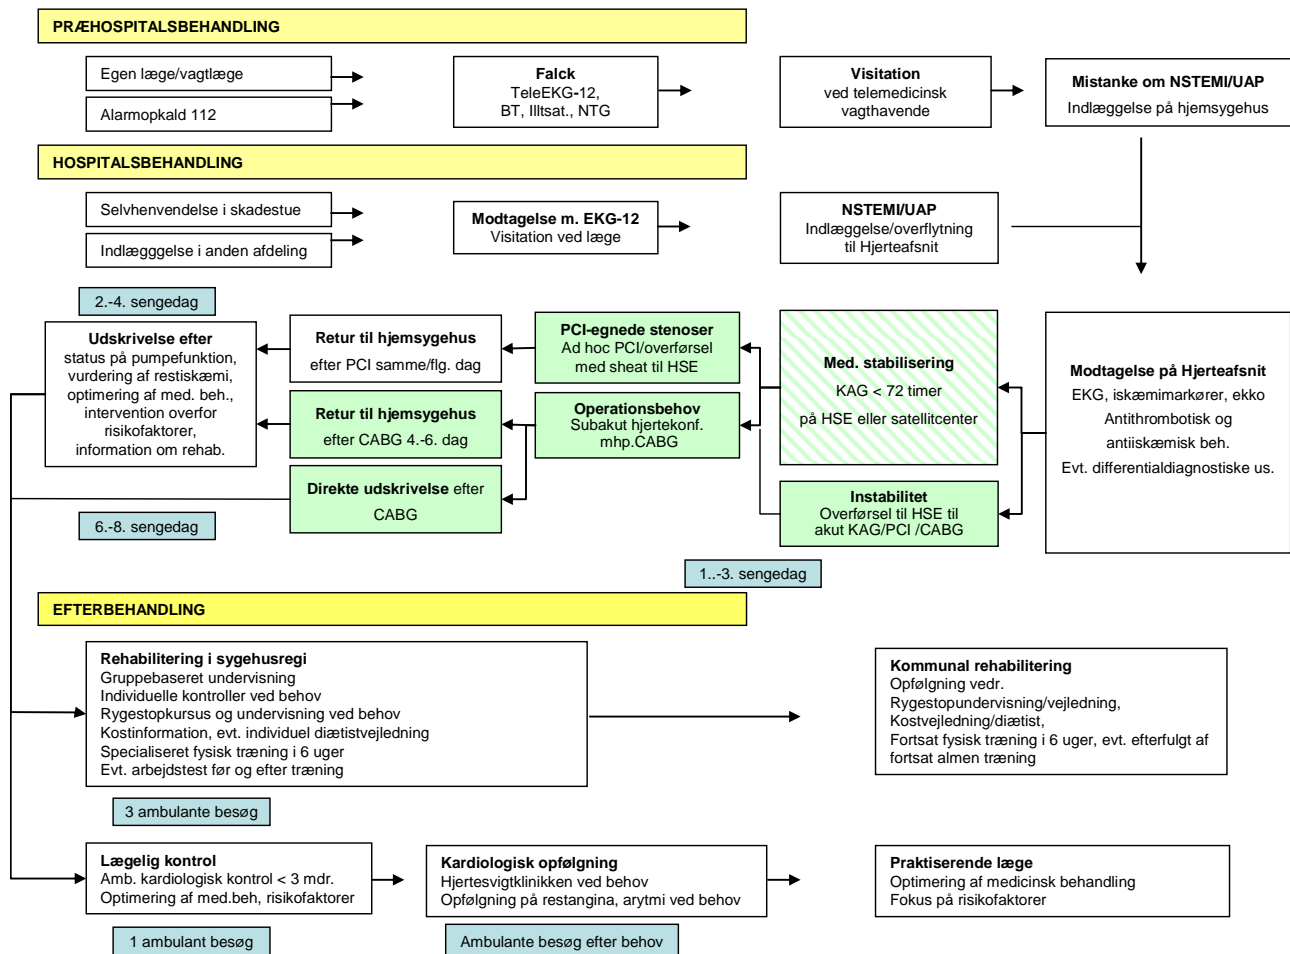 PRÆHOSPITALSBEHANDLING
Egen læge/vagtlæge
Alarmopkald 112
Falck
TeleEKG-12,
BT, Illtsat., NTG
Visitation
ved telemedicinsk
vagthavende
Mistanke om NSTEMI/UAP
Indlæggelse på hjemsygehus
HOSPITALSBEHANDLING
Selvhenvendelse i skadestue
Indlægggelse i anden afdeling
Modtagelse m. EKG-12
Visitation ved læge
NSTEMI/UAP
Indlæggelse/overflytning
til Hjerteafsnit
2.-4. sengedag
Udskrivelse efter
status på pumpefunktion,
vurdering af restiskæmi,
optimering af med. beh.,
intervention overfor
risikofaktorer,
information om rehab.
Retur til hjemsygehus
efter PCI samme/flg. dag
Retur til hjemsygehus
efter CABG 4.-6. dag
Direkte udskrivelse efter
CABG
PCI-egnede stenoser
Ad hoc PCI/overførsel
med sheat til HSE
Operationsbehov
Subakut hjertekonf.
mhp.CABG
Med. stabilisering
KAG < 72 timer
på HSE eller satellitcenter
Instabilitet
Overførsel til HSE til
akut KAG/PCI /CABG
Modtagelse på Hjerteafsnit
EKG, iskæmimarkører, ekko
Antithrombotisk og
antiiskæmisk beh.
Evt. differentialdiagnostiske us.
6.-8. sengedag
1..-3. sengedag
EFTERBEHANDLING
Rehabilitering i sygehusregi
Gruppebaseret undervisning
Individuelle kontroller ved behov
Rygestopkursus og undervisning ved behov
Kostinformation, evt. individuel diætistvejledning
Specialiseret fysisk træning i 6 uger
Evt. arbejdstest før og efter træning
Kommunal rehabilitering
Opfølgning vedr.
Rygestopundervisning/vejledning,
Kostvejledning/diætist,
Fortsat fysisk træning i 6 uger, evt. efterfulgt af
fortsat almen træning
3 ambulante besøg
Lægelig kontrol
Amb. kardiologisk kontrol < 3 mdr.
Optimering af med.beh, risikofaktorer
Kardiologisk opfølgning
Hjertesvigtklinikken ved behov
Opfølgning på restangina, arytmi ved behov
Praktiserende læge
Optimering af medicinsk behandling
Fokus på risikofaktorer
1 ambulant besøg
Ambulante besøg efter behov